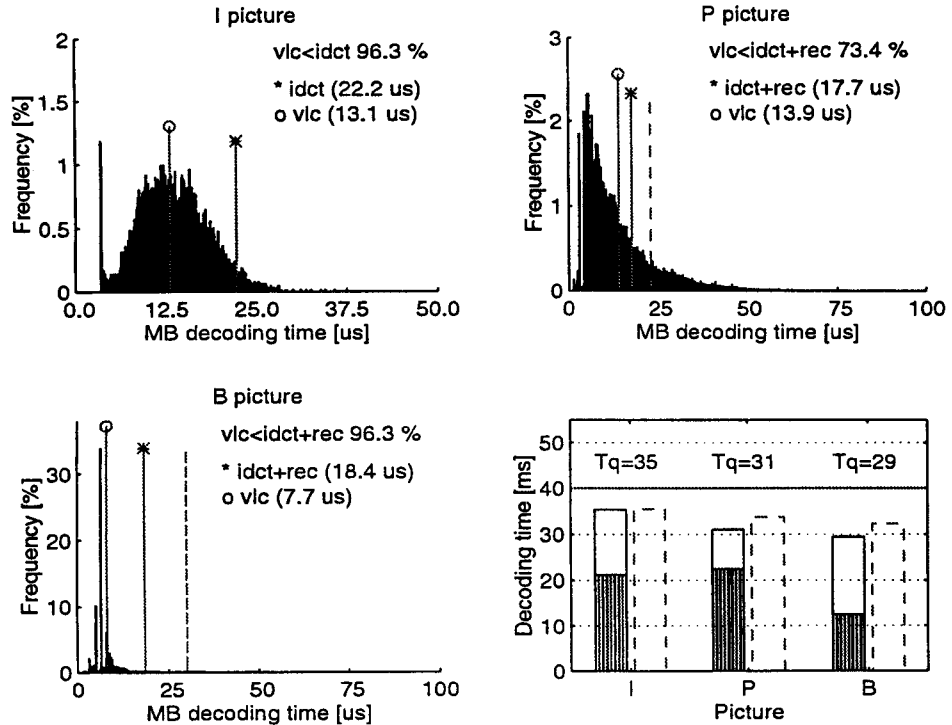 I picture
vlc<idct 96.3 %
* idct (22.2 us)
o vlc (13.1 us)
Frequency [%]
2
1.5
1
0.5
0
0.0 12.5 25.0 37.5 50.0
MB decoding time [us]
P picture
vlc<idct+rec 73.4 %
* idct+rec (17.7 us)
o vlc (13.9 us)
Frequency [%]
3
2
1
0
0 25 50 75 100
MB decoding time [us]
B picture
vlc<idct+rec 96.3 %
* idct+rec (18.4 us)
o vlc (7.7 us)
Frequency [%]
30
20
10
0
0 25 50 75 100
MB decoding time [us]
Tq=35 Tq=31 Tq=29
Decoding time [ms]
50
40
30
20
10
0
I P B
Picture